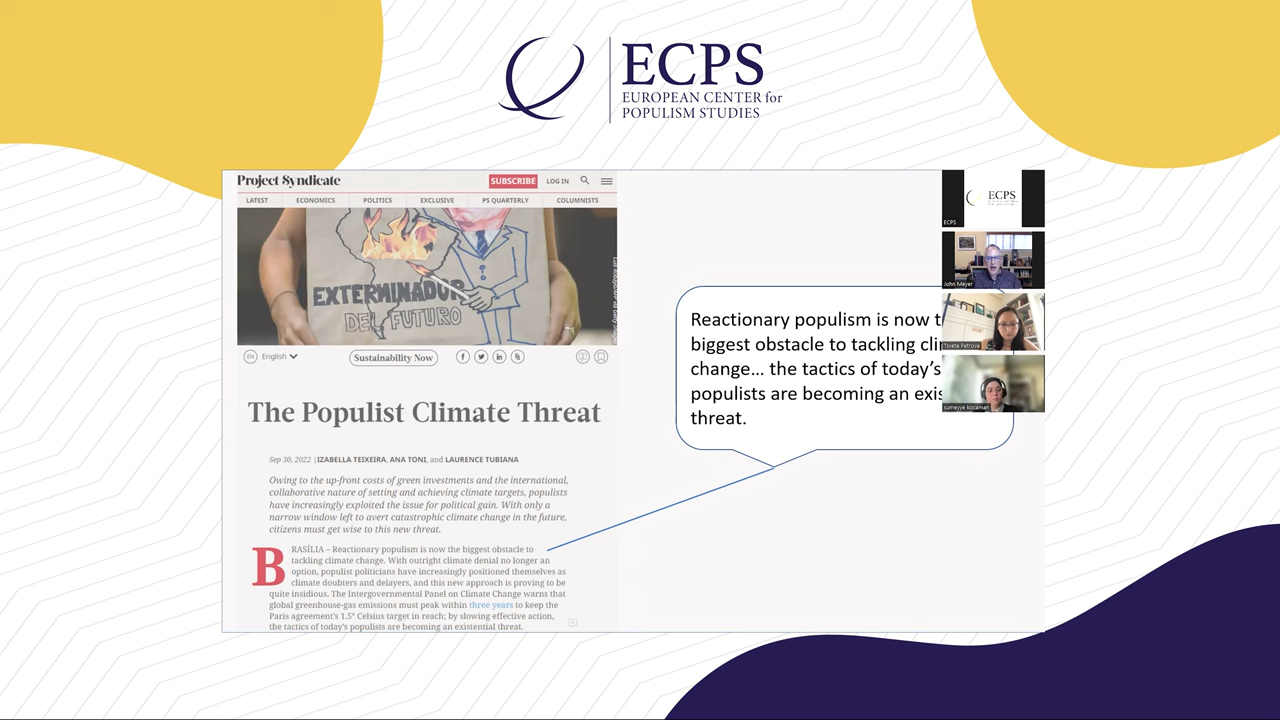 ECPS
EUROPEAN CENTER for
POPULISM STUDIES
Project Syndicate
SUBSCRIBE
LOG IN
LATEST
ECONOMICS
POLITICS
EXCLUSIVE
PS QUARTERLY
COLUMNISTS
EXTERMINADOR
DEL FUTURO
EN
English
Sustainability Now
The Populist Climate Threat
Sep 30, 2022 | IZABELLA TEIXEIRA, ANA TONI, and LAURENCE TUBIANA
Owing to the up-front costs of green investments and the international,
collaborative nature of setting and achieving climate targets, populists
have increasingly exploited the issue for political gain. With only a
narrow window left to avert catastrophic climate change in the future,
citizens must get wise to this new threat.
BRASÍLIA – Reactionary populism is now the biggest obstacle to
tackling climate change. With outright climate denial no longer an
option, populist politicians have increasingly positioned themselves as
climate doubters and delayers, and this new approach is proving to be
quite insidious. The Intergovernmental Panel on Climate Change warns that
global greenhouse-gas emissions must peak within three years to keep the
Paris agreement's 1.5° Celsius target in reach; by slowing effective action,
the tactics of today's populists are becoming an existential threat.
Reactionary populism is now t
biggest obstacle to tackling cli
change... the tactics of today's
populists are becoming an exis
threat.
ECPS
ECPS
John Meyer
Tsveta Petrova
sumeyye kocaman